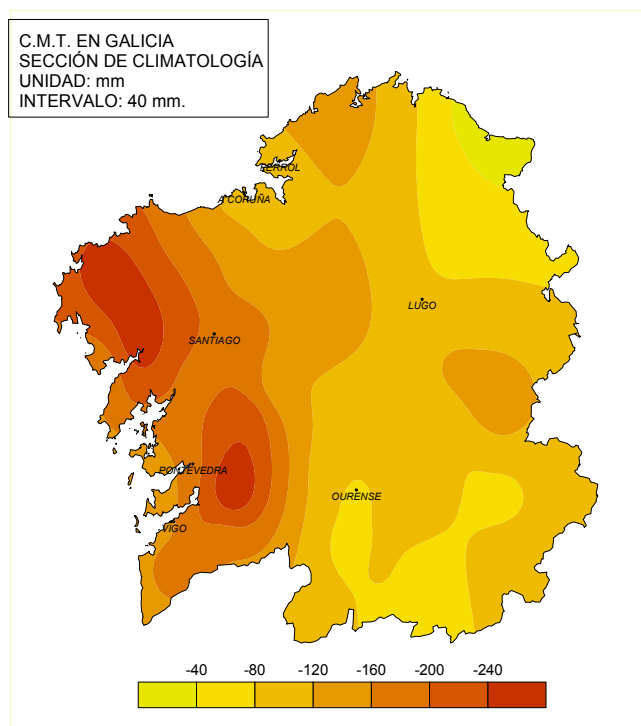 C.M.T. EN GALICIA
SECCIÓN DE CLIMATOLOGÍA
UNIDAD: mm
INTERVALO: 40 mm.
FERROL
A CORUÑA
LUGO
SANTIAGO
PONTEVEDRA
OURENSE
VIGO
-40 -80 -120 -160 -200 -240